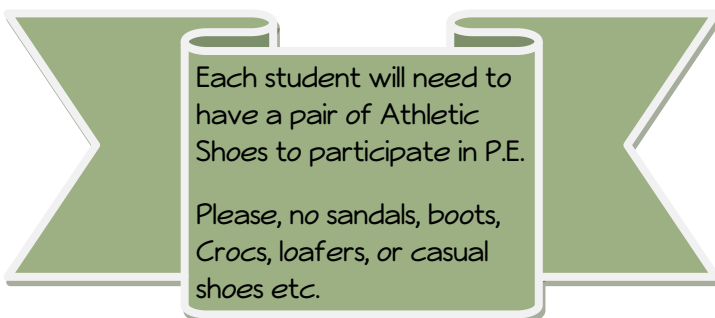 Each student will need to
have a pair of Athletic
Shoes to participate in P.E.
Please, no sandals, boots,
Crocs, loafers, or casual
shoes etc.